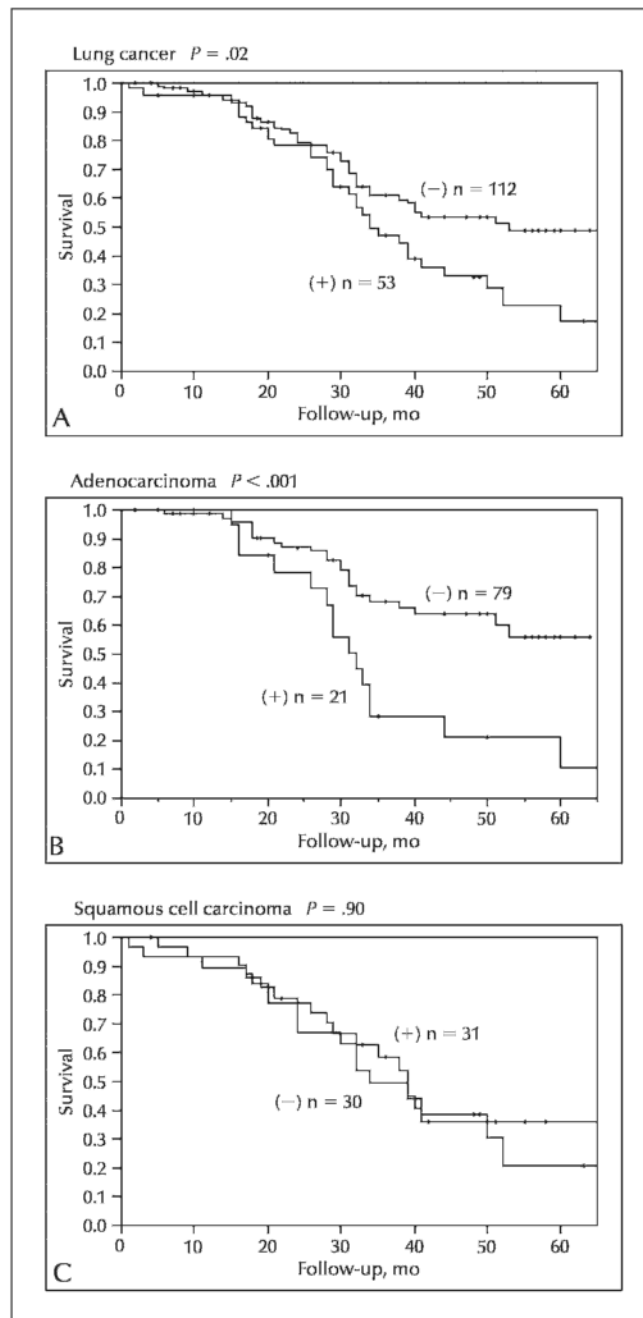 Lung cancer P = .02
1.0
0.9
0.8
0.7
0.6
0.5
0.4
0.3
0.2
0.1
0.0
Survival
(−) n = 112
(+) n = 53
0 10 20 30 40 50 60
Follow-up, mo
A
Adenocarcinoma P < .001
1.0
0.9
0.8
0.7
0.6
0.5
0.4
0.3
0.2
0.1
0.0
Survival
(−) n = 79
(+) n = 21
0 10 20 30 40 50 60
Follow-up, mo
B
Squamous cell carcinoma P = .90
1.0
0.9
0.8
0.7
0.6
0.5
0.4
0.3
0.2
0.1
0.0
Survival
(+) n = 31
(−) n = 30
0 10 20 30 40 50 60
Follow-up, mo
C